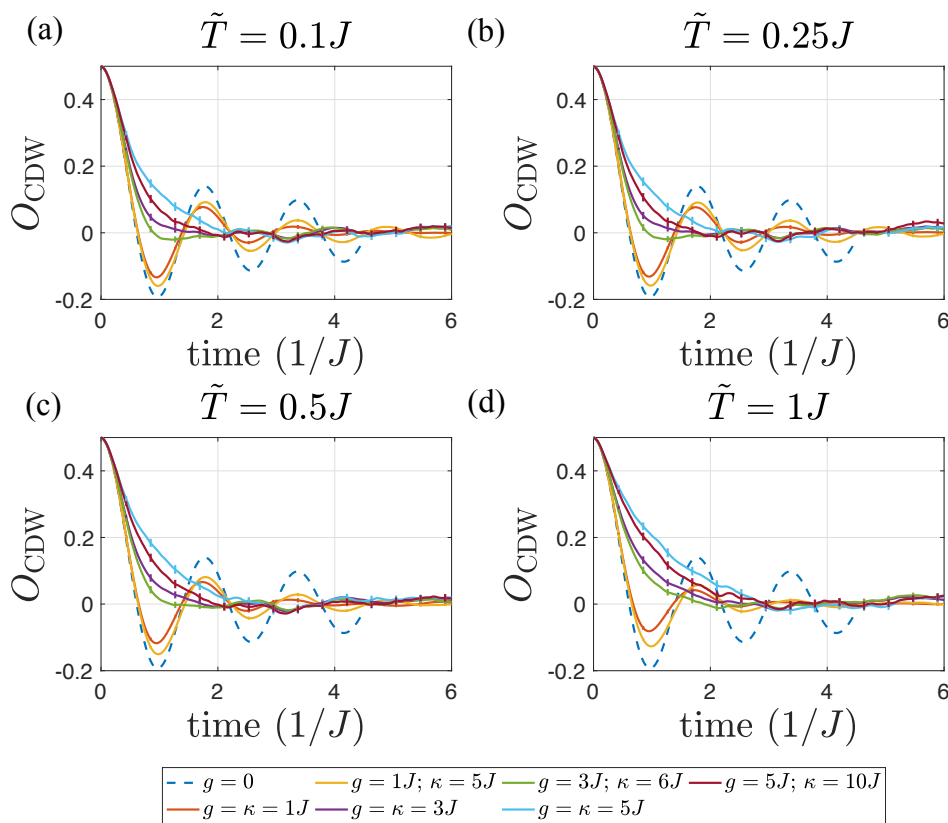 (a) T̃ = 0.1J
(b) T̃ = 0.25J
O_CDW
0.4
0.2
0
-0.2
0 2 4 6
time (1/J)
O_CDW
0.4
0.2
0
-0.2
0 2 4 6
time (1/J)
(c) T̃ = 0.5J
(d) T̃ = 1J
O_CDW
0.4
0.2
0
-0.2
0 2 4 6
time (1/J)
O_CDW
0.4
0.2
0
-0.2
0 2 4 6
time (1/J)
g = 0 g = 1J; κ = 5J g = 3J; κ = 6J g = 5J; κ = 10J
g = κ = 1J g = κ = 3J g = κ = 5J